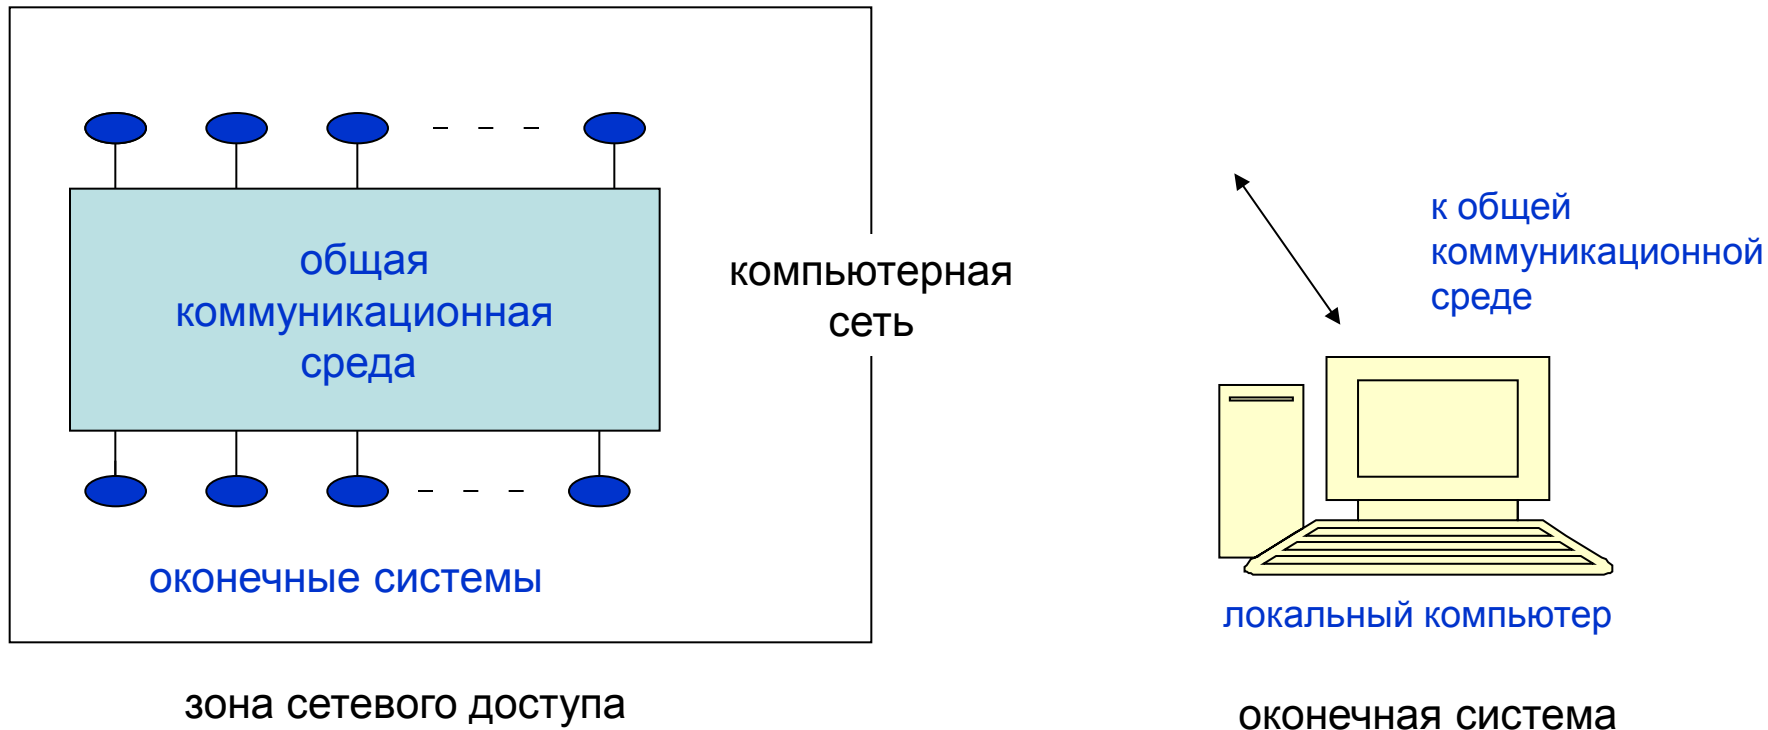 общая
коммуникационная
среда
компьютерная
сеть
оконечные системы
зона сетевого доступа
к общей
коммуникационной
среде
локальный компьютер
оконечная система